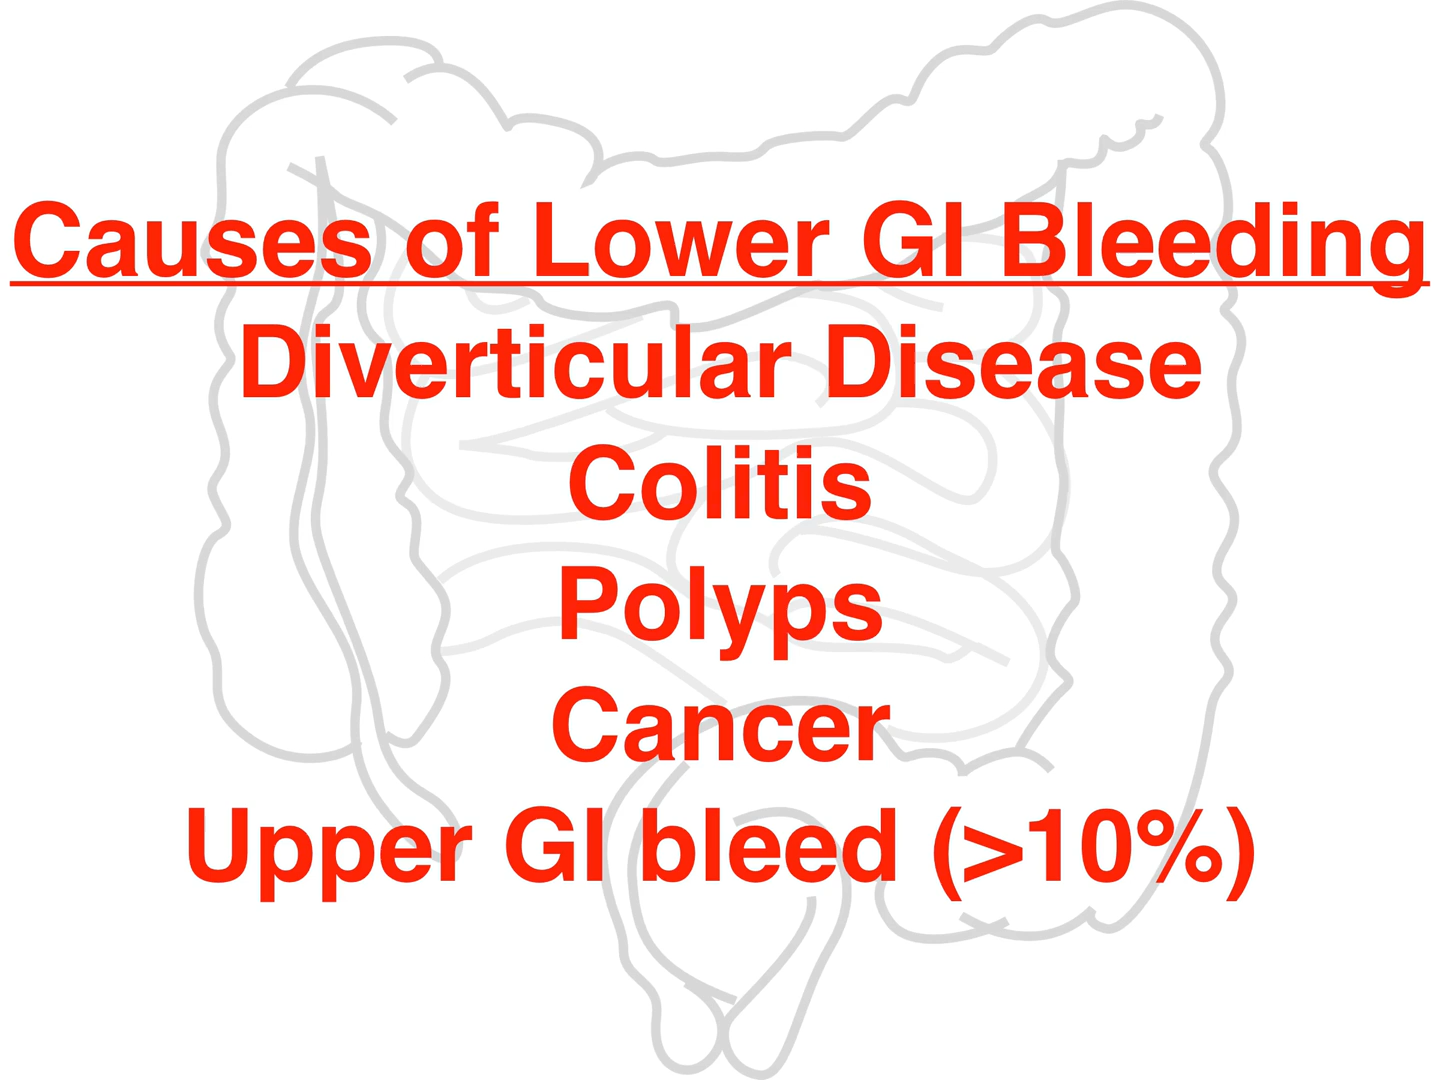 Causes of Lower GI Bleeding
Diverticular Disease
Colitis
Polyps
Cancer
Upper GI bleed (>10%)